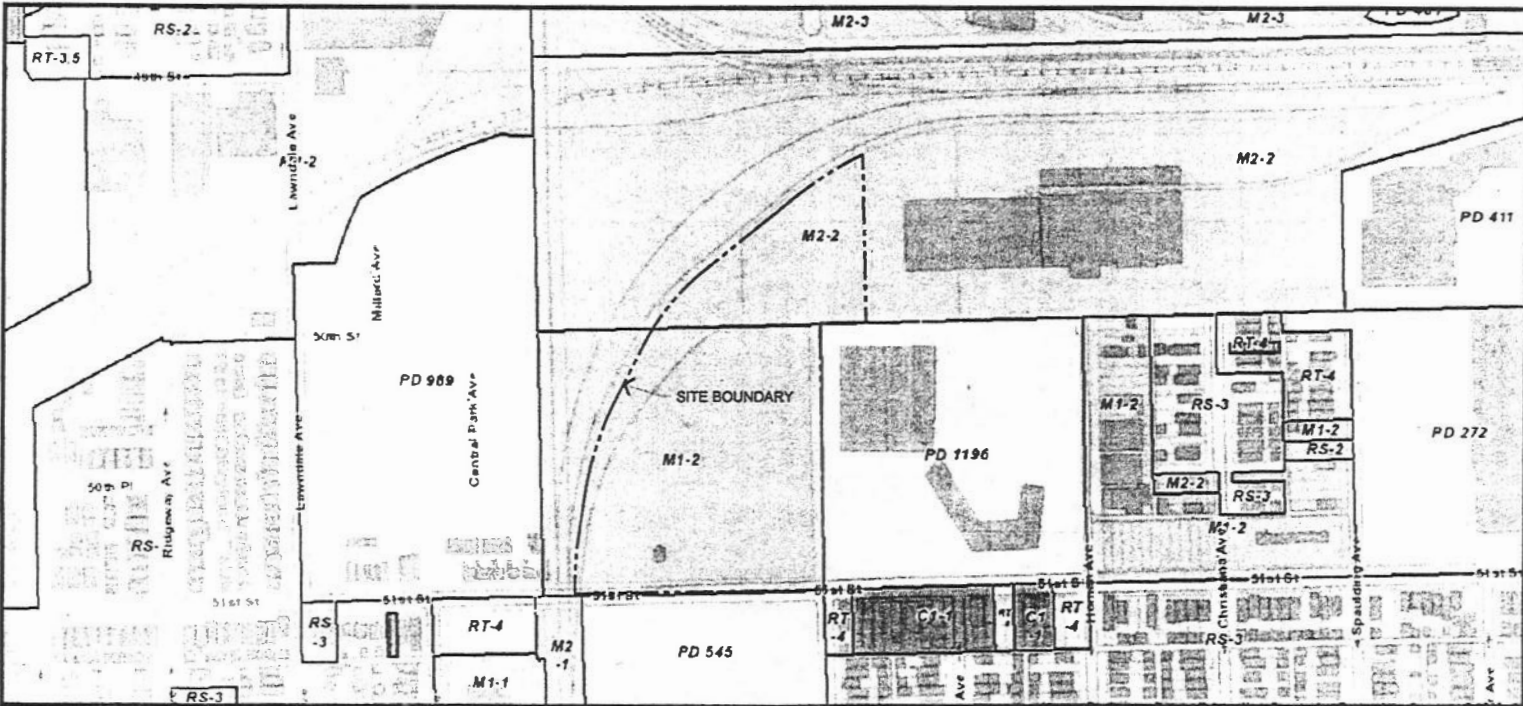 RS-2
M2-3
M2-3
RT-3.5
49th St
Lawndale Ave
M2-2
M2-2
PD 411
Millard Ave
50th St
PD 989
Central Park Ave
SITE BOUNDARY
M1-2
PD 1196
M1-2
RS-3
RT-4
RT-4
M1-2
RS-2
PD 272
M2-2
RS-3
M1-2
Lawndale Ave
50th Pl
RS-
Ridgeway Ave
Homan Ave
Christiana Ave
Spaulding Ave
51st St
51st St
51st St
51st St
51st St
51st St
RS
-3
RT-4
M1-1
M2
-1
PD 545
RT
-4
C1-1
RT
C1
-1
RT
-4
RS-3
RS-3
Ave
Ave